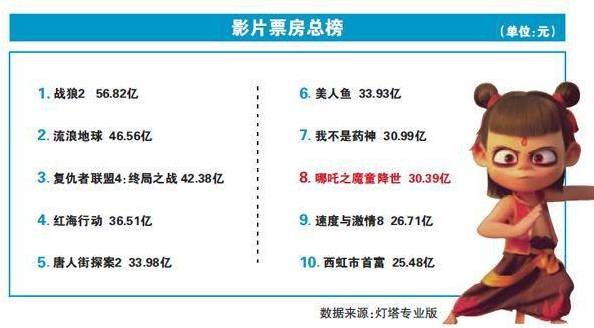 影片票房总榜
(单位:元)
1. 战狼2 56.82亿
2. 流浪地球 46.56亿
3. 复仇者联盟4:终局之战 42.38亿
4. 红海行动 36.51亿
5. 唐人街探案2 33.98亿
6. 美人鱼 33.93亿
7. 我不是药神 30.99亿
8. 哪吒之魔童降世 30.39亿
9. 速度与激情8 26.71亿
10. 西虹市首富 25.48亿
数据来源:灯塔专业版